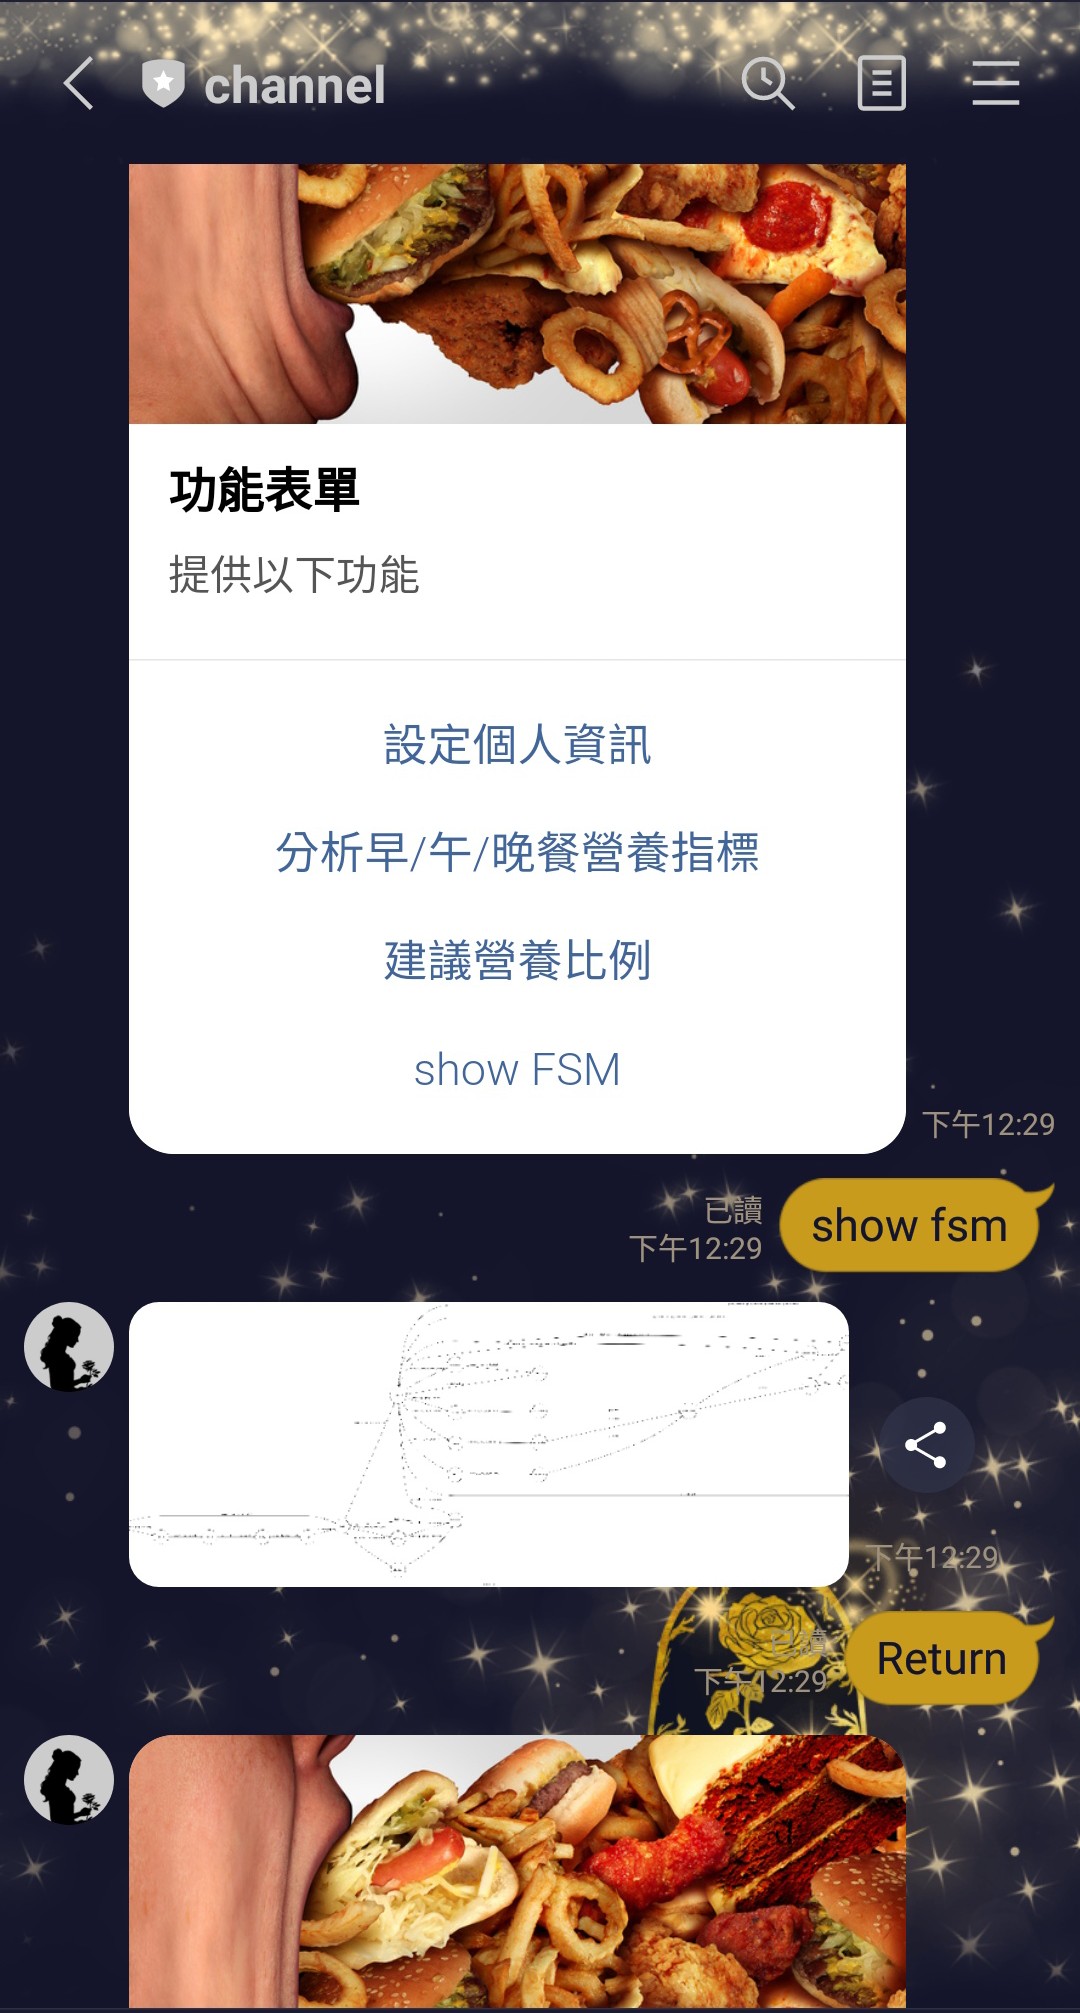 channel
功能表單
提供以下功能
設定個人資訊
分析早/午/晚餐營養指標
建議營養比例
show FSM
下午12:29
已讀
下午12:29
show fsm
下午12:29
已讀
下午12:29
Return